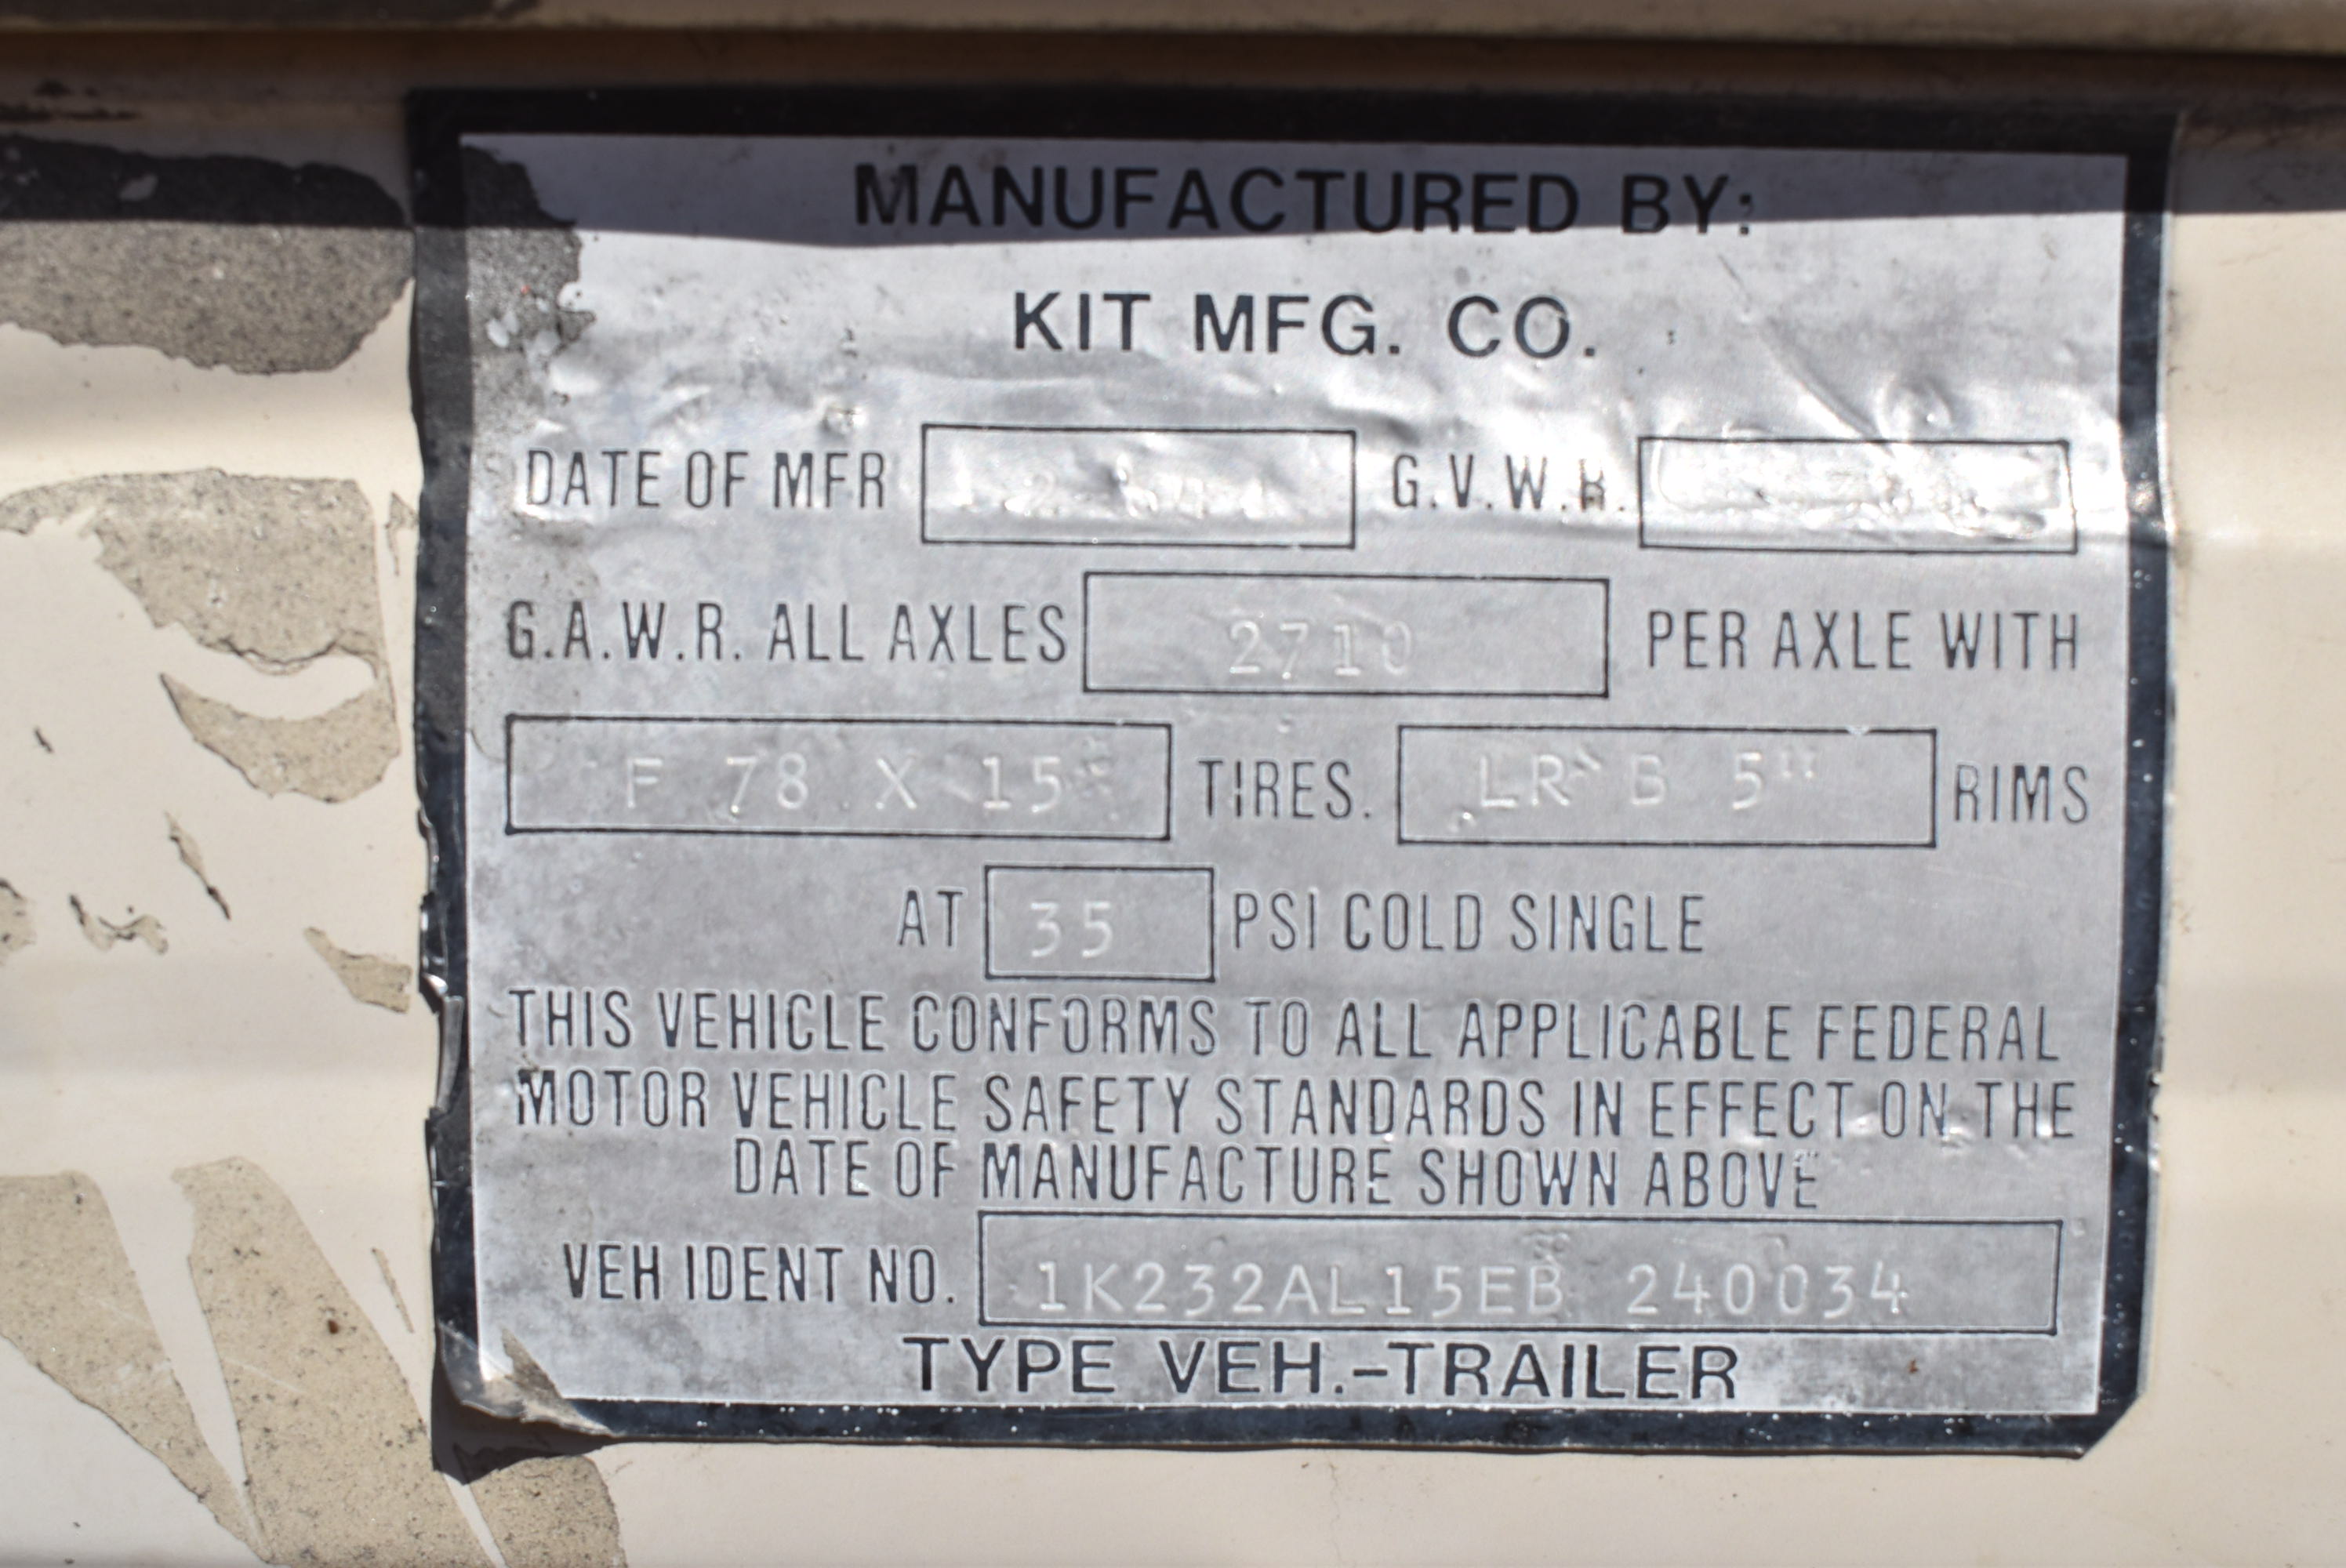 MANUFACTURED BY:
KIT MFG. CO.
DATE OF MFR G.V.W.R.
G.A.W.R. ALL AXLES 2710 PER AXLE WITH
F 78 X 15 TIRES. LR B 5" RIMS
AT 35 PSI COLD SINGLE
THIS VEHICLE CONFORMS TO ALL APPLICABLE FEDERAL
MOTOR VEHICLE SAFETY STANDARDS IN EFFECT ON THE
DATE OF MANUFACTURE SHOWN ABOVE
VEH IDENT NO. 1K232AL15EB 240034
TYPE VEH.-TRAILER